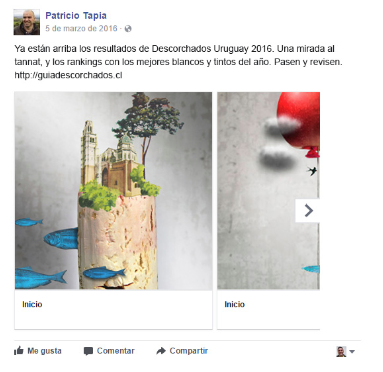 Patricio Tapia
5 de marzo de 2016 ·
Ya están arriba los resultados de Descorchados Uruguay 2016. Una mirada al
tannat, y los rankings con los mejores blancos y tintos del año. Pasen y revisen.
http://guiadescorchados.cl
Inicio
Inicio
Me gusta
Comentar
Compartir